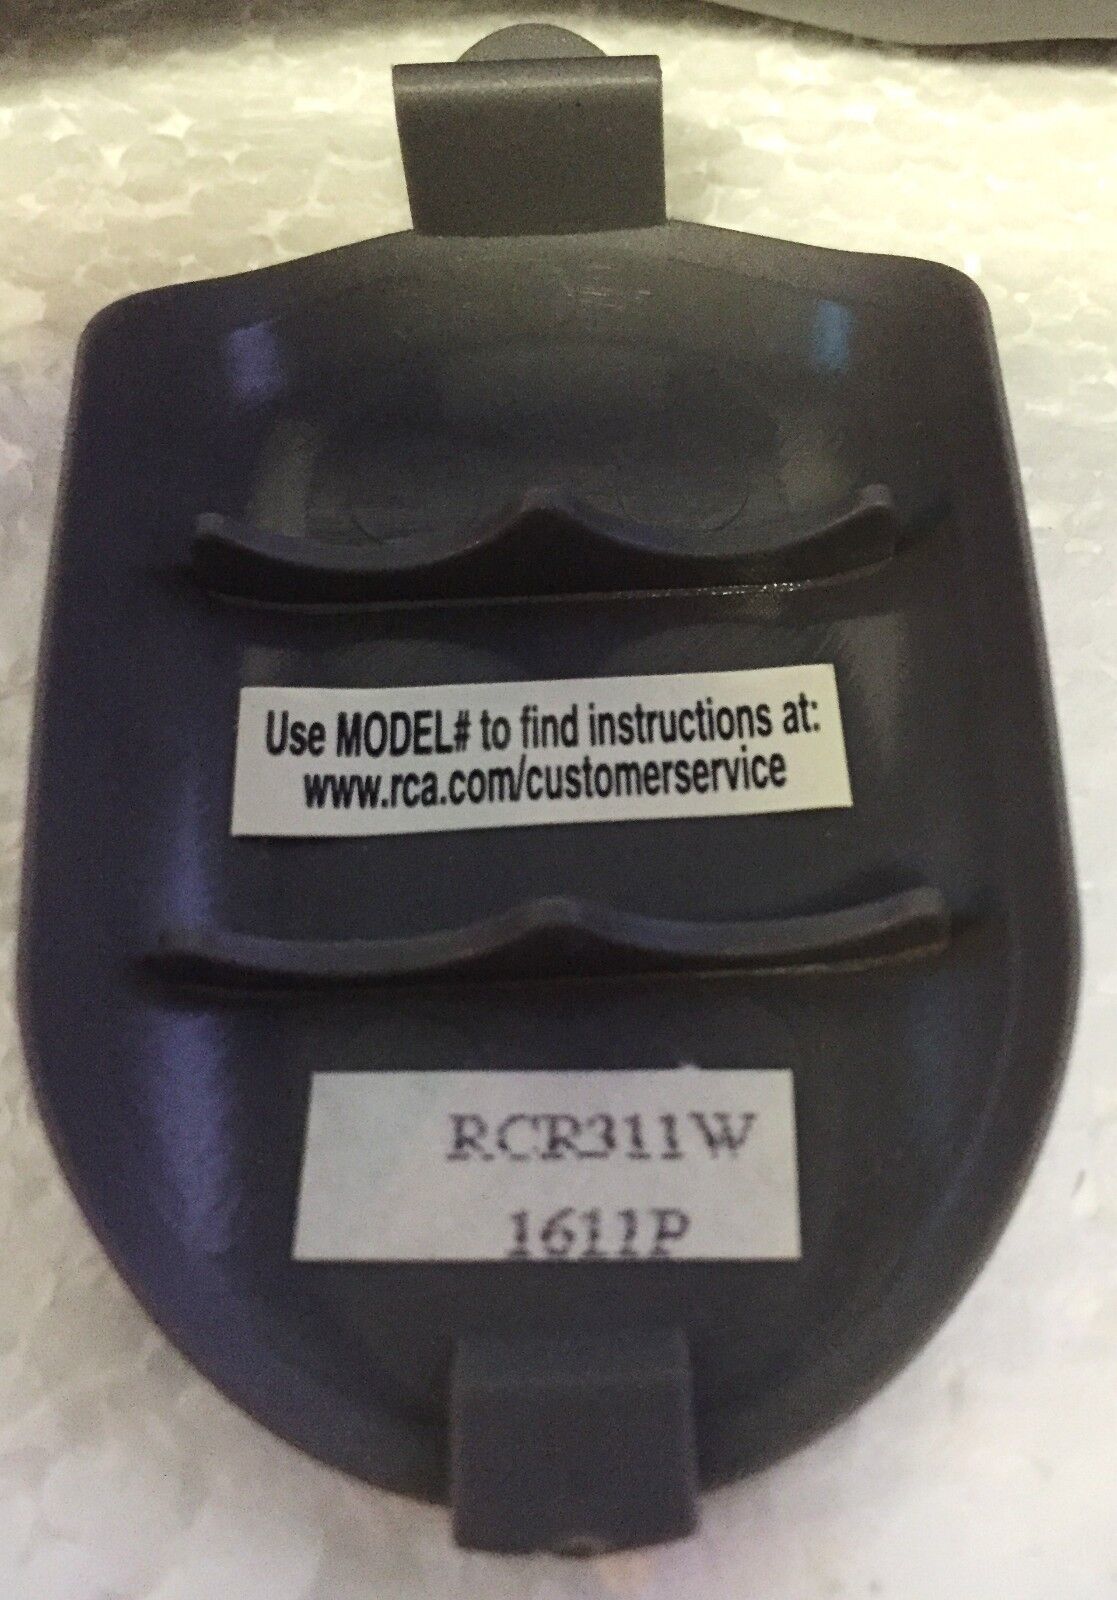 Use MODEL# to find instructions at:
www.rca.com/customerservice
RCR311W
1611P